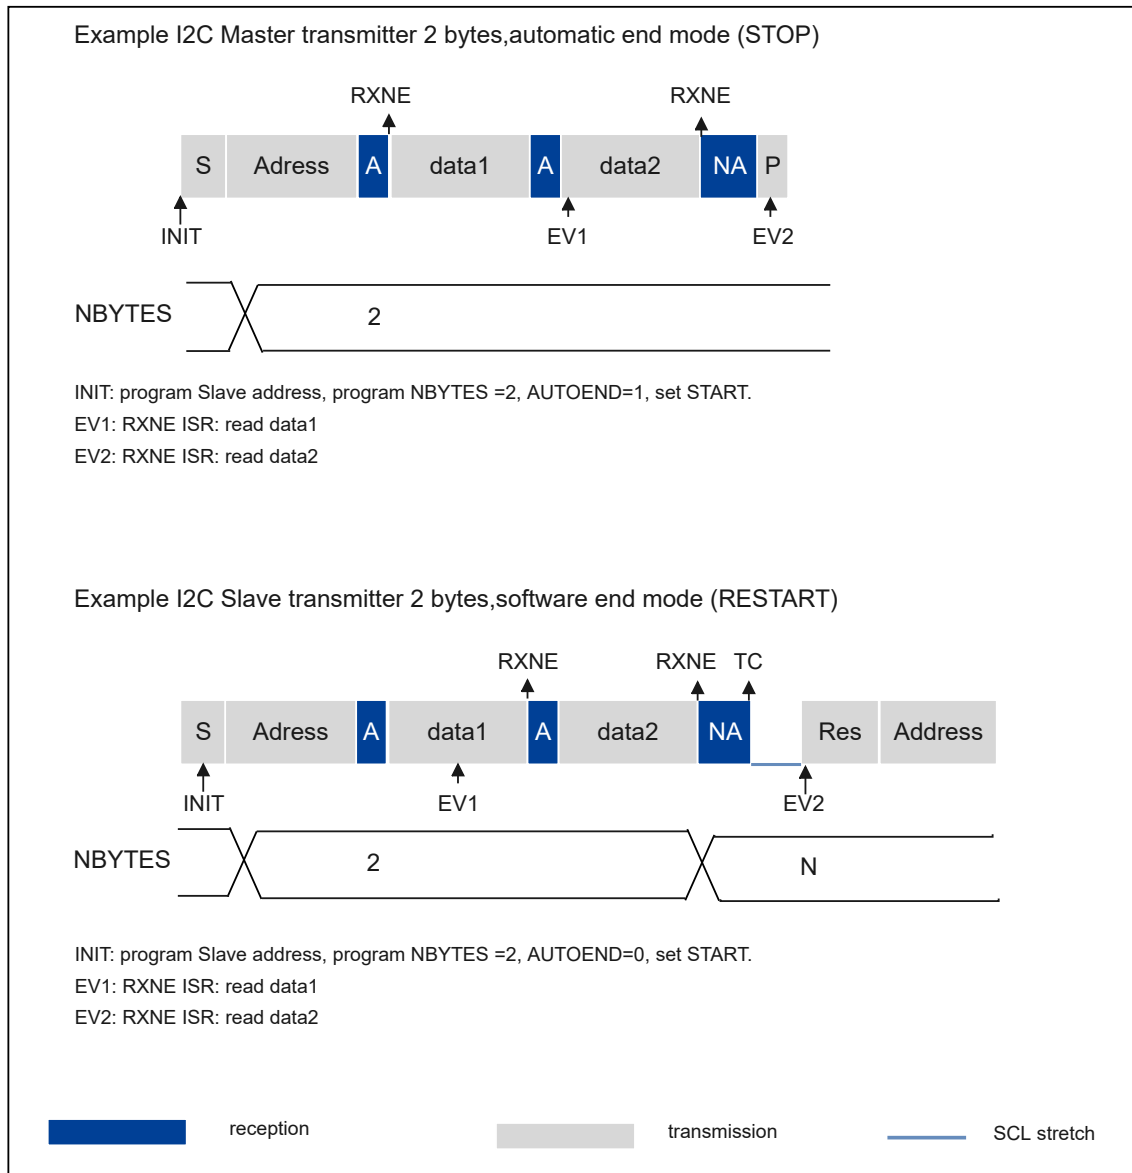 Example I2C Master transmitter 2 bytes,automatic end mode (STOP)
RXNE RXNE
S Adress A data1 A data2 NA P
INIT EV1 EV2
NBYTES 2
INIT: program Slave address, program NBYTES =2, AUTOEND=1, set START.
EV1: RXNE ISR: read data1
EV2: RXNE ISR: read data2
Example I2C Slave transmitter 2 bytes,software end mode (RESTART)
RXNE RXNE TC
S Adress A data1 A data2 NA Res Address
INIT EV1 EV2
NBYTES 2 N
INIT: program Slave address, program NBYTES =2, AUTOEND=0, set START.
EV1: RXNE ISR: read data1
EV2: RXNE ISR: read data2
reception transmission SCL stretch